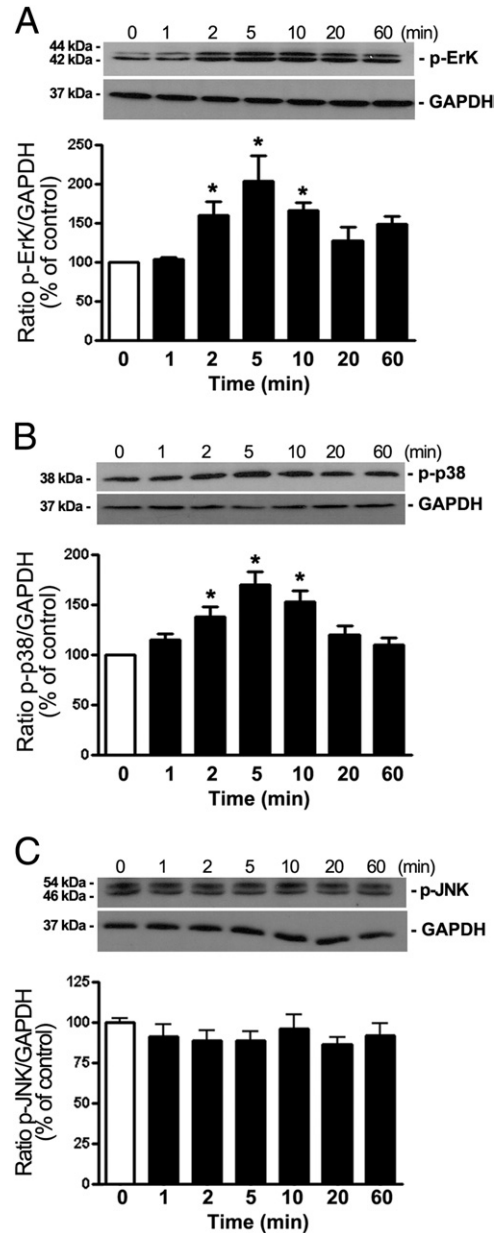 A
0 1 2 5 10 20 60 (min)
44 kDa -
42 kDa -
- p-ErK
37 kDa -
- GAPDH
Ratio p-ErK/GAPDH
(% of control)
250
200
150
100
50
0
* * *
0 1 2 5 10 20 60
Time (min)
B
0 1 2 5 10 20 60 (min)
38 kDa -
- p-p38
37 kDa -
- GAPDH
Ratio p-p38/GAPDH
(% of control)
200
150
100
50
0
* * *
0 1 2 5 10 20 60
Time (min)
C
0 1 2 5 10 20 60 (min)
54 kDa -
46 kDa -
- p-JNK
37 kDa -
- GAPDH
Ratio p-JNK/GAPDH
(% of control)
125
100
75
50
25
0
0 1 2 5 10 20 60
Time (min)